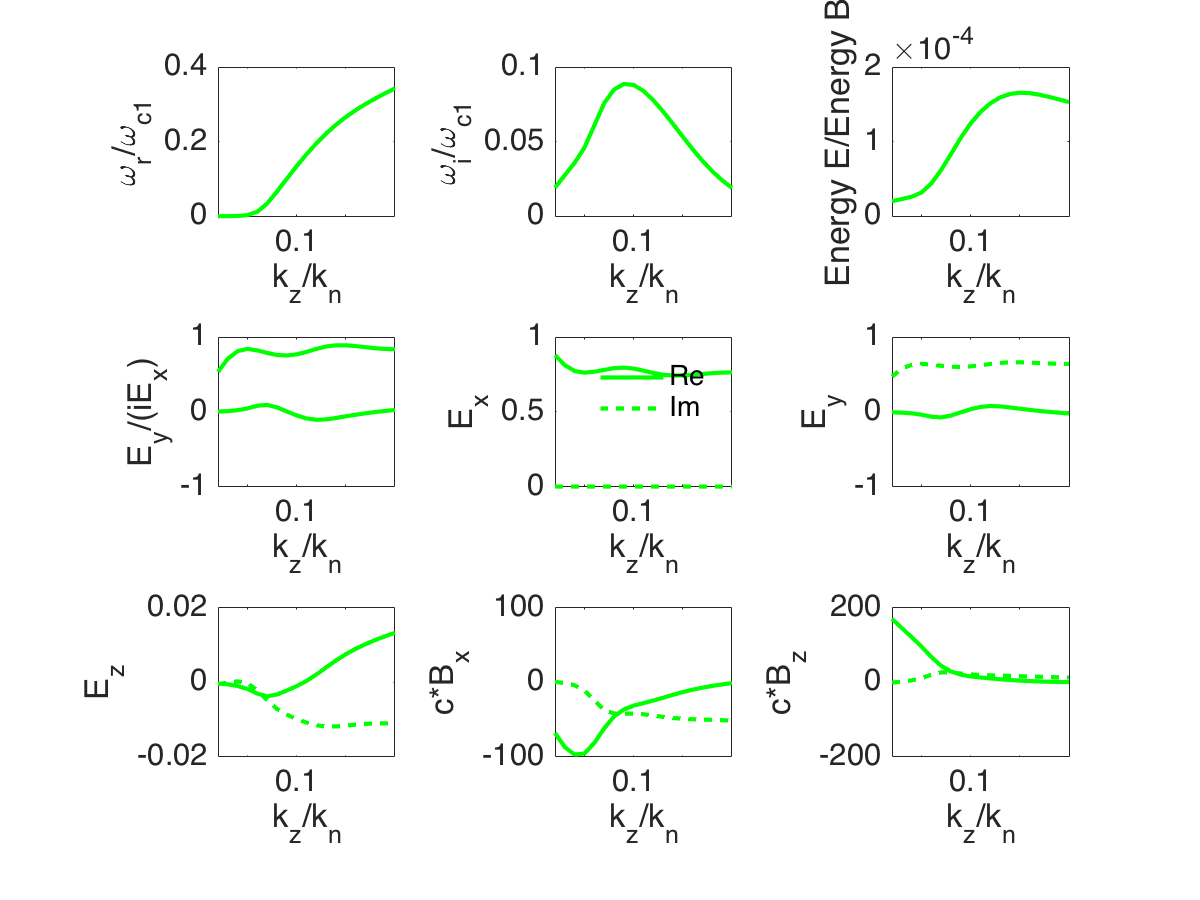 ω_r/ω_c1
0.4
0.2
0
0.1
k_z/k_n
ω_i/ω_c1
0.1
0.05
0
0.1
k_z/k_n
Energy E/Energy B
×10^-4
2
1
0
0.1
k_z/k_n
E_y/(iE_x)
1
0
-1
0.1
k_z/k_n
E_x
1
0.5
0
Re
Im
0.1
k_z/k_n
E_y
1
0
-1
0.1
k_z/k_n
E_z
0.02
0
-0.02
0.1
k_z/k_n
c*B_x
100
0
-100
0.1
k_z/k_n
c*B_z
200
0
-200
0.1
k_z/k_n